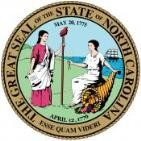 THE GREAT SEAL OF THE STATE OF NORTH CAROLINA
MAY 20, 1775
APRIL 12, 1776
ESSE QUAM VIDERI